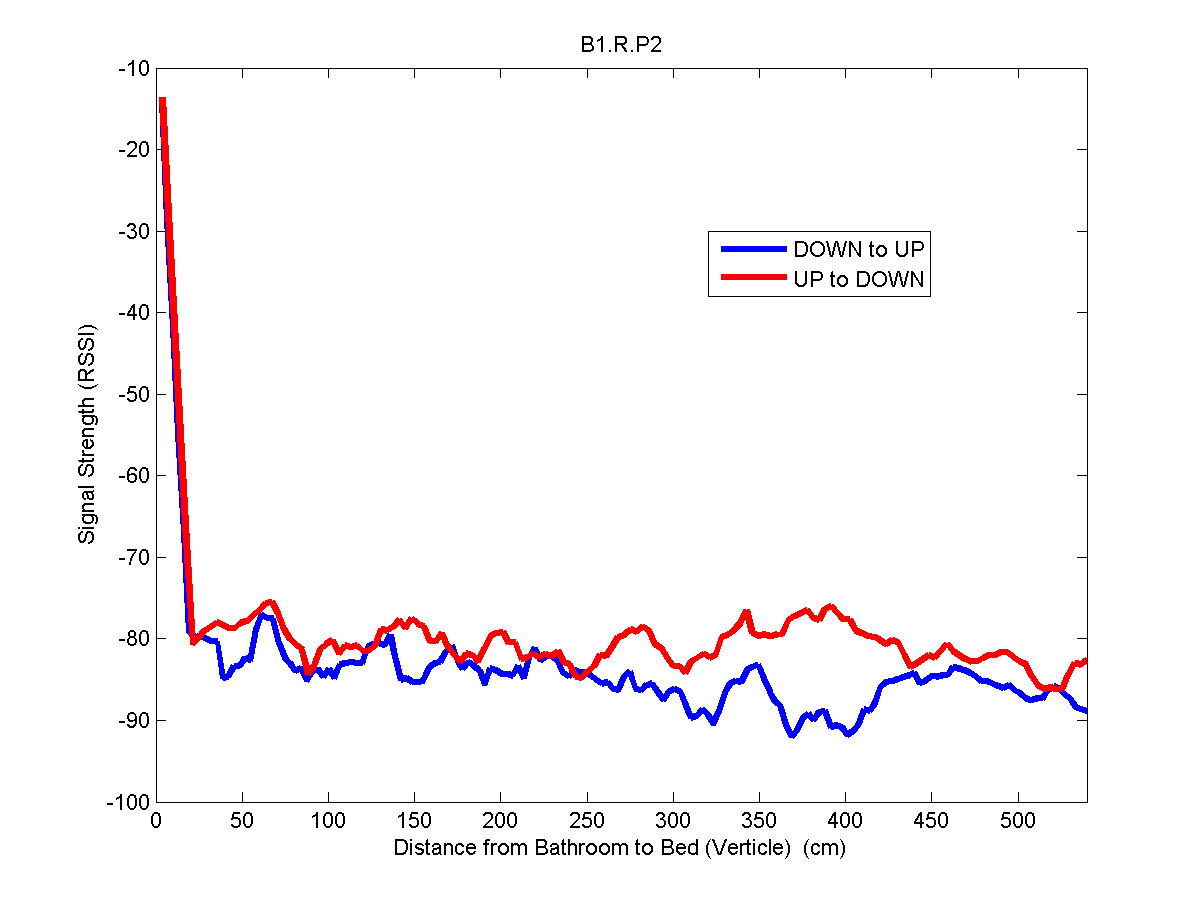 B1.R.P2
-10
-20
-30
-40
-50
-60
-70
-80
-90
-100
Signal Strength (RSSI)
DOWN to UP
UP to DOWN
0 50 100 150 200 250 300 350 400 450 500
Distance from Bathroom to Bed (Verticle) (cm)